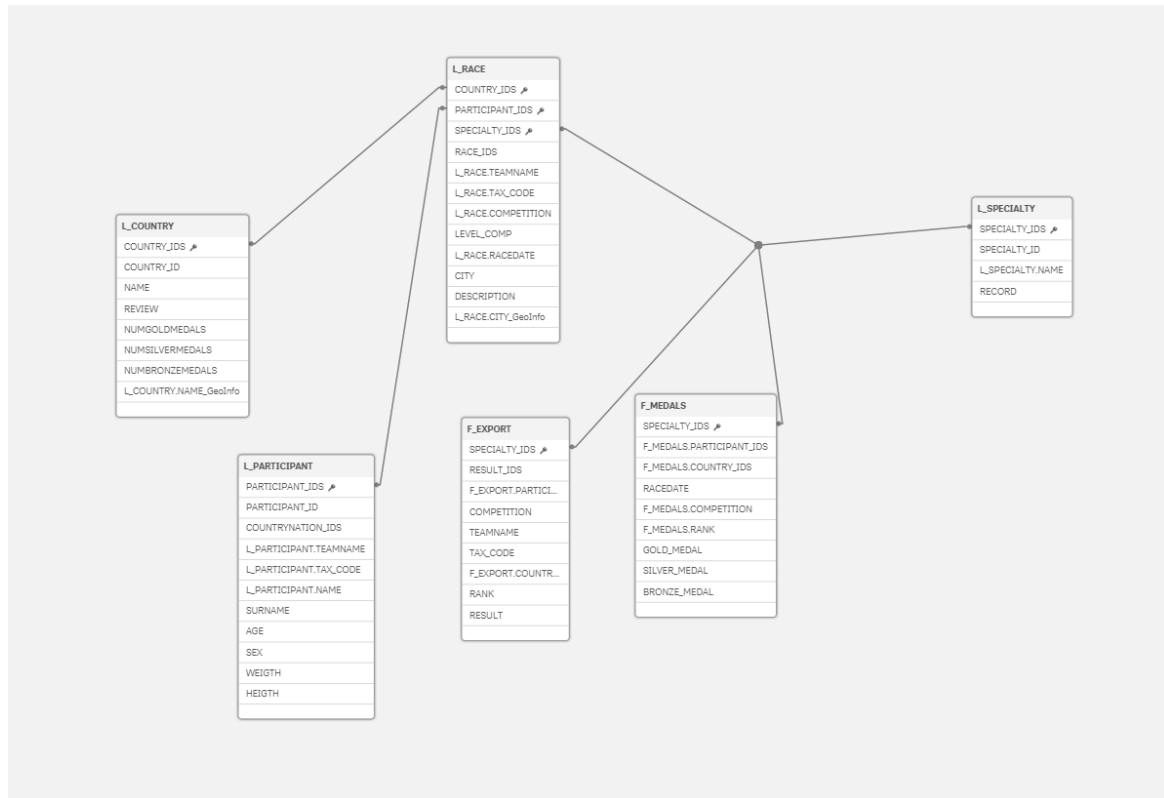 L_RACE
COUNTRY_IDS
PARTICIPANT_IDS
SPECIALTY_IDS
RACE_IDS
L_RACE.TEAMNAME
L_RACE.TAX_CODE
L_RACE.COMPETITION
LEVEL_COMP
L_RACE.RACEDATE
CITY
DESCRIPTION
L_RACE.CITY_GeoInfo
L_COUNTRY
COUNTRY_IDS
COUNTRY_ID
NAME
REVIEW
NUMGOLDMEDALS
NUMSILVERMEDALS
NUMBRONZEMEDALS
L_COUNTRY.NAME_GeoInfo
L_SPECIALTY
SPECIALTY_IDS
SPECIALTY_ID
L_SPECIALTY.NAME
RECORD
L_PARTICIPANT
PARTICIPANT_IDS
PARTICIPANT_ID
COUNTRYNATION_IDS
L_PARTICIPANT.TEAMNAME
L_PARTICIPANT.TAX_CODE
L_PARTICIPANT.NAME
SURNAME
AGE
SEX
WEIGTH
HEIGTH
F_EXPORT
SPECIALTY_IDS
RESULT_IDS
F_EXPORT.PARTICI...
COMPETITION
TEAMNAME
TAX_CODE
F_EXPORT.COUNTR...
RANK
RESULT
F_MEDALS
SPECIALTY_IDS
F_MEDALS.PARTICIPANT_IDS
F_MEDALS.COUNTRY_IDS
RACEDATE
F_MEDALS.COMPETITION
F_MEDALS.RANK
GOLD_MEDAL
SILVER_MEDAL
BRONZE_MEDAL